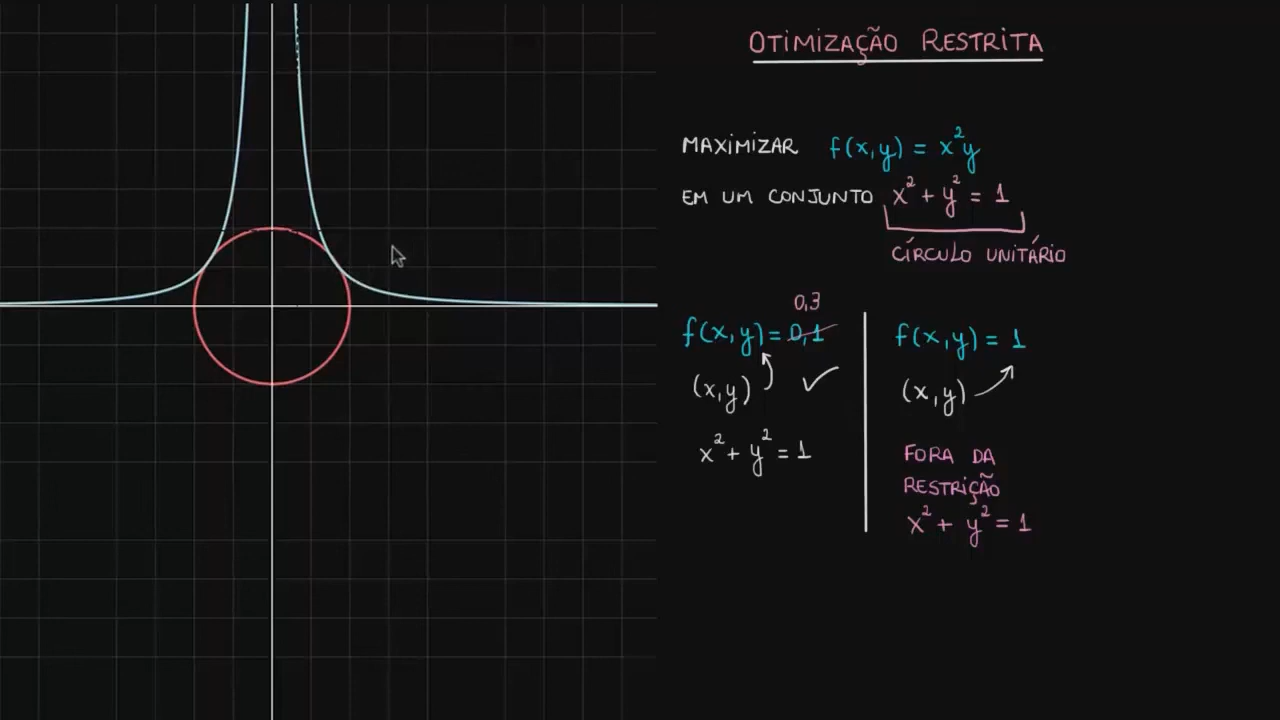 OTIMIZAÇÃO RESTRITA
MAXIMIZAR f(x,y) = x²y
EM UM CONJUNTO x² + y² = 1
CÍRCULO UNITÁRIO
0,3
f(x,y) = 0,1
(x,y)
x² + y² = 1
f(x,y) = 1
(x,y)
FORA DA
RESTRIÇÃO
x² + y² = 1